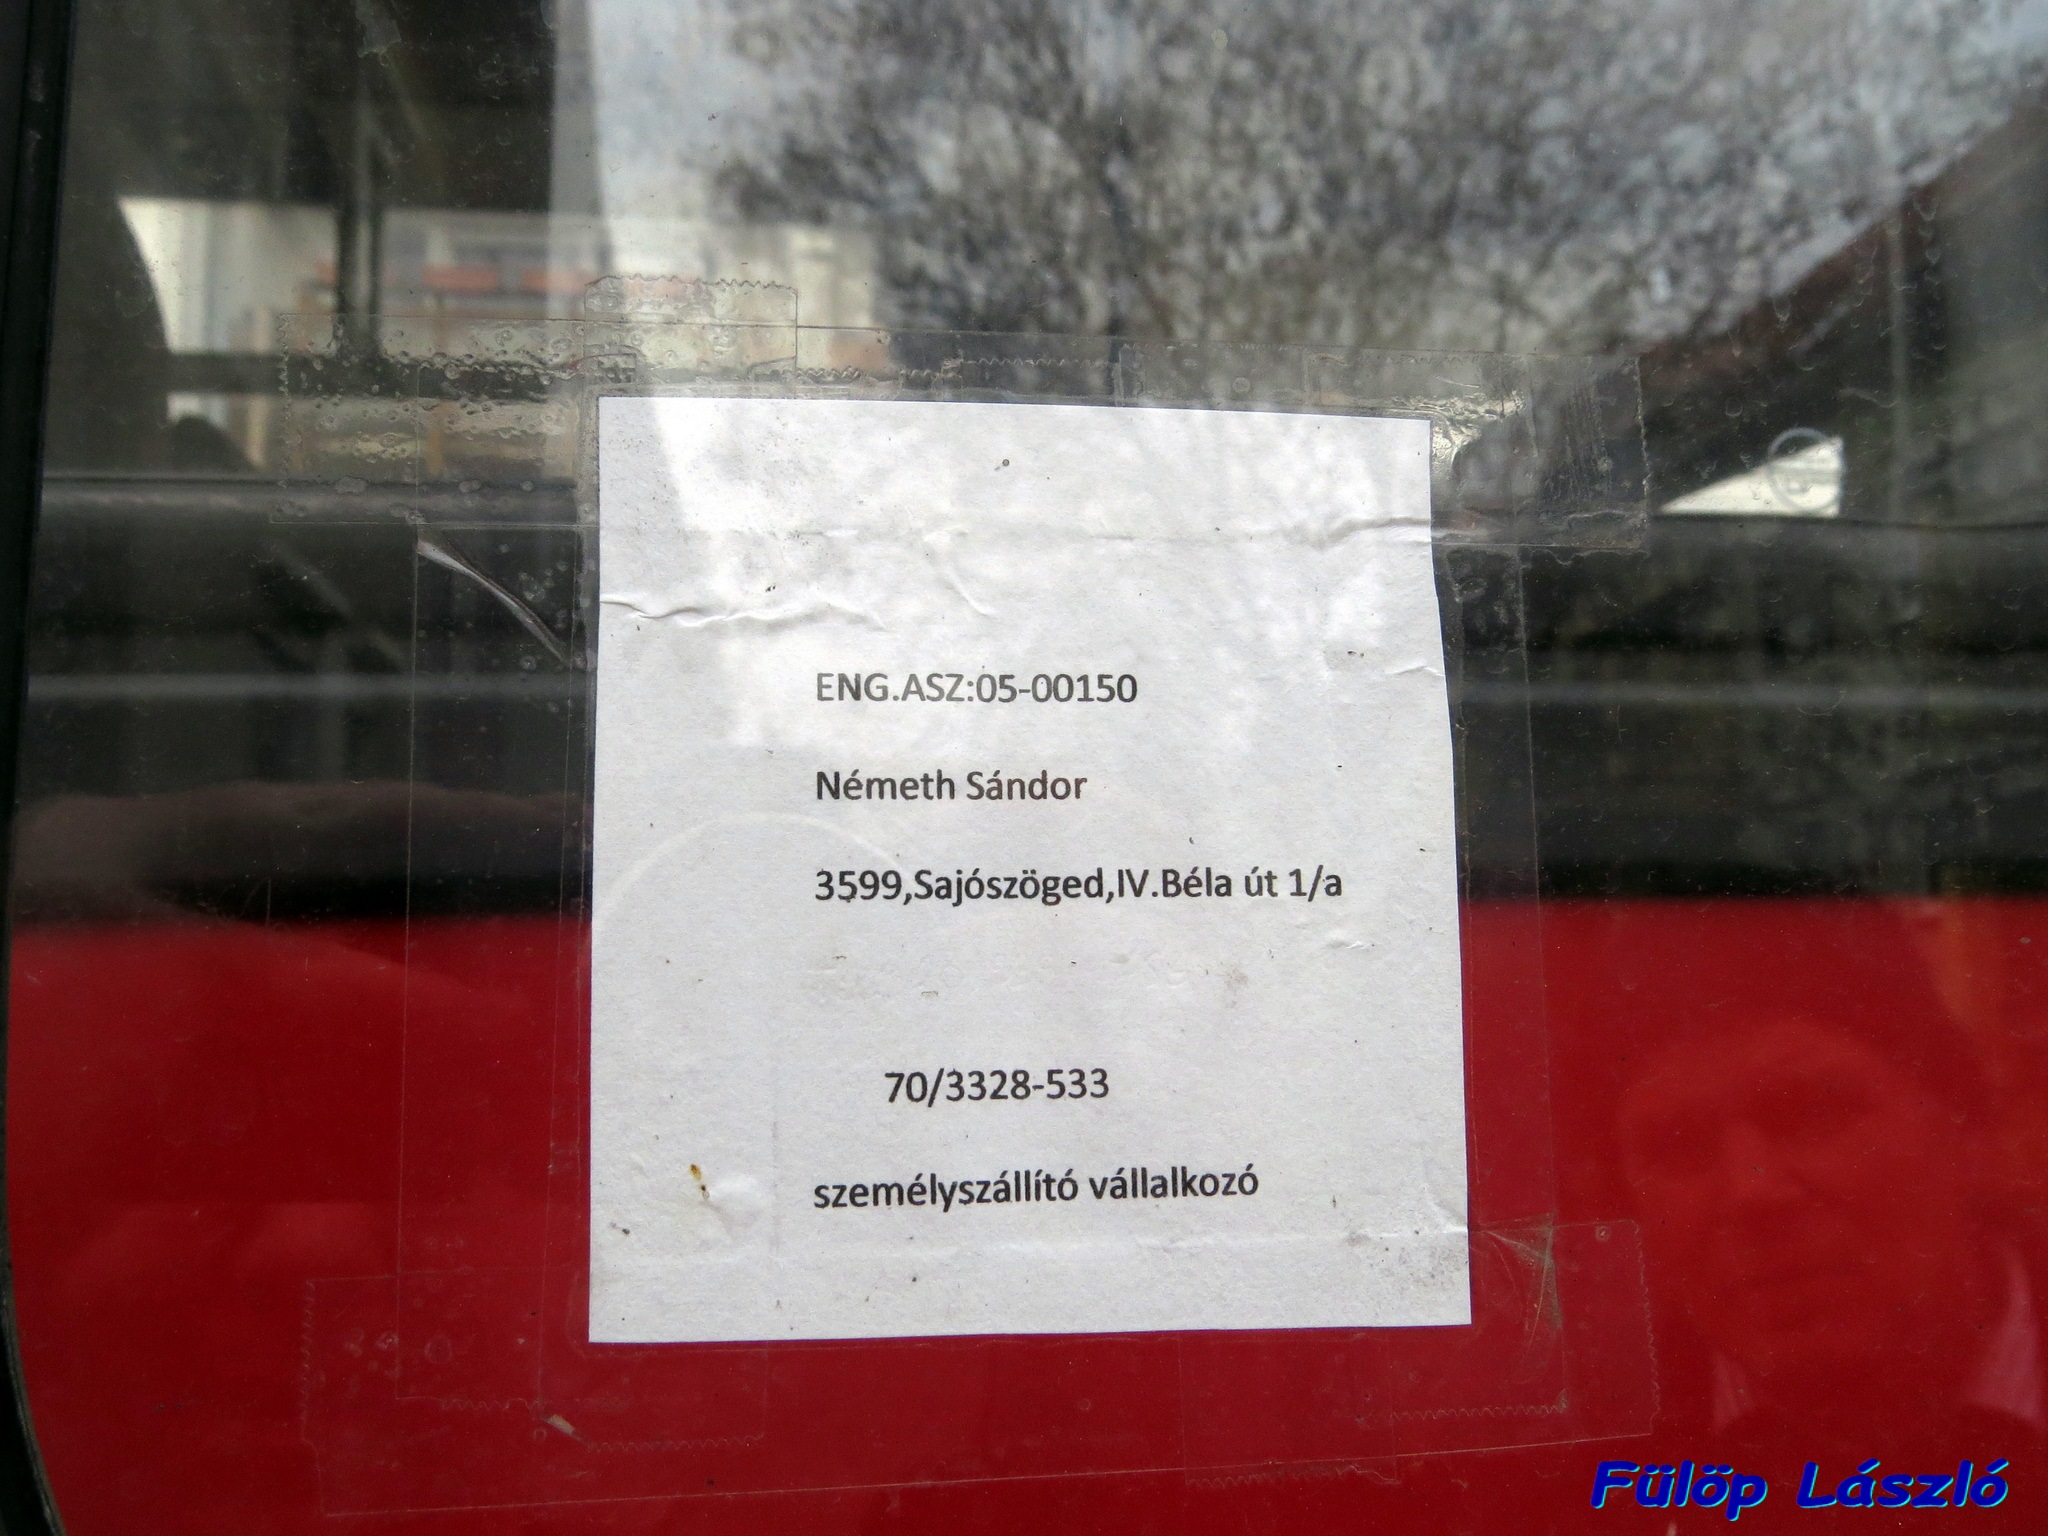 ENG.ASZ:05-00150
Németh Sándor
3599,Sajószöged,IV.Béla út 1/a
70/3328-533
személyszállító vállalkozó
Fülöp László